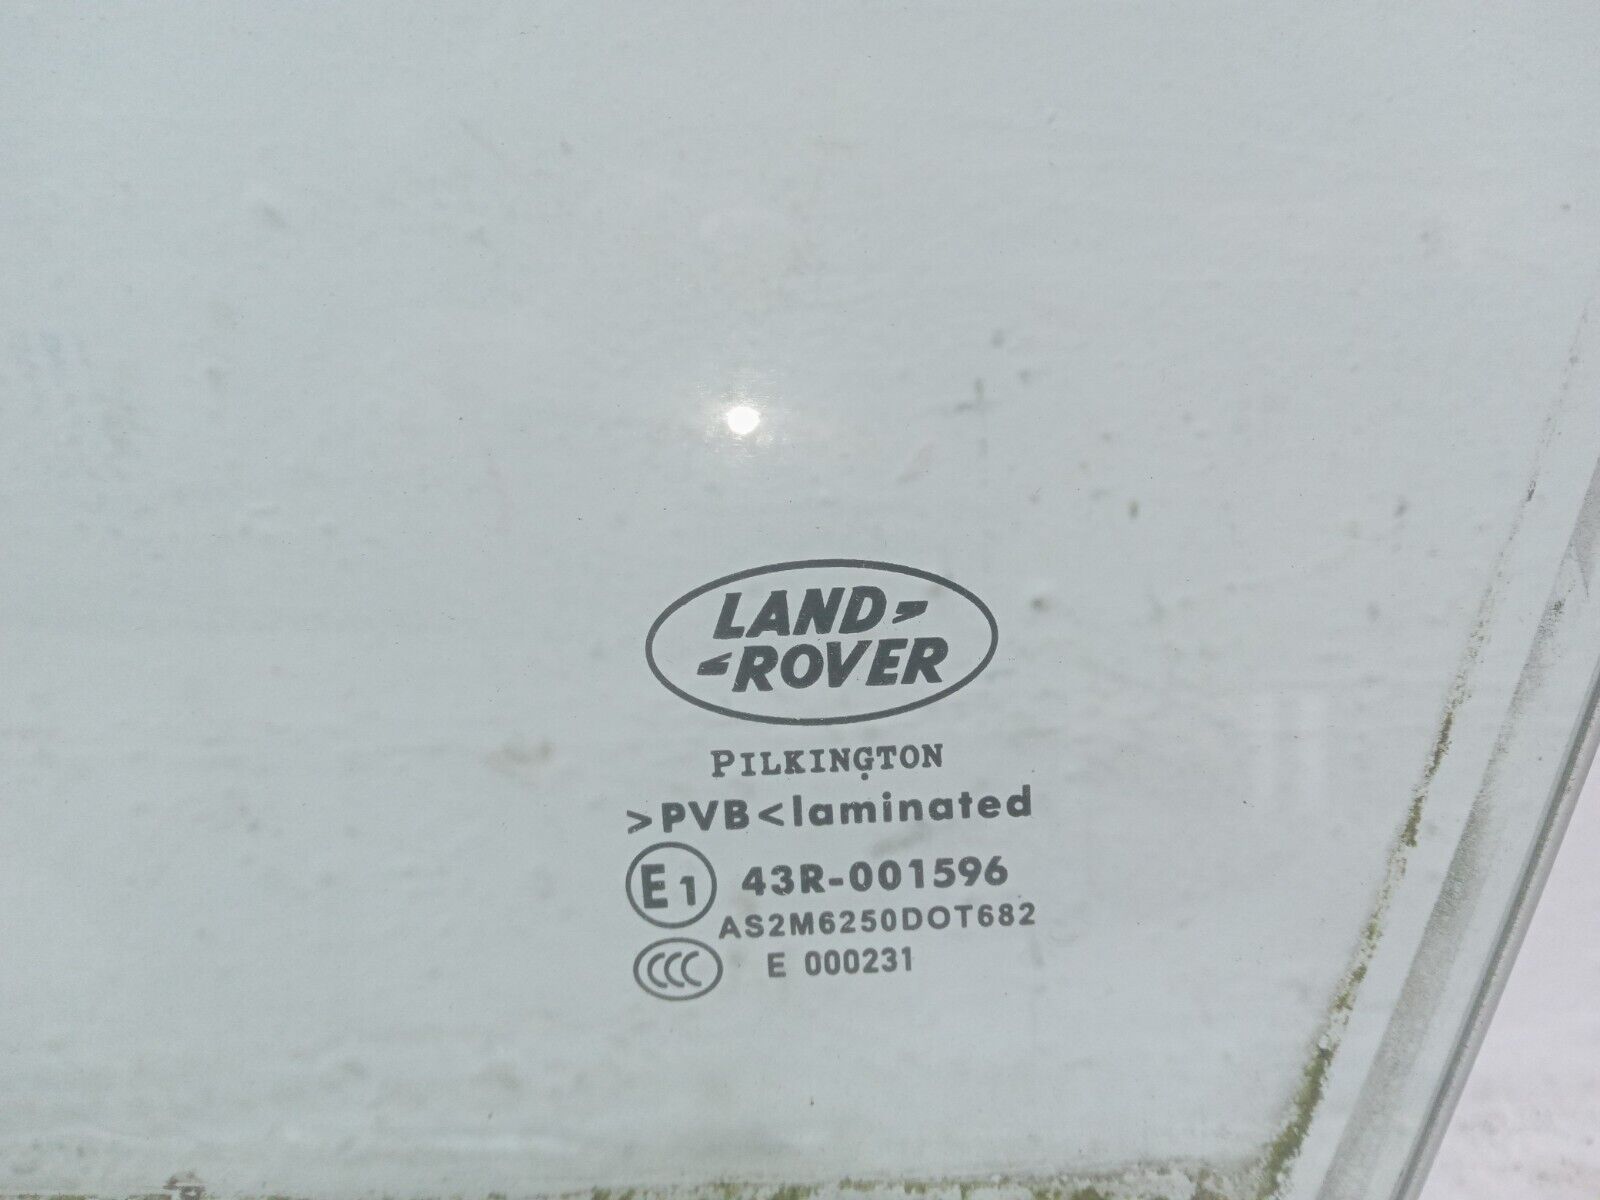 LAND
ROVER
PILKINGTON
>PVB<laminated
E1 43R-001596
AS2M6250DOT682
CCC E 000231